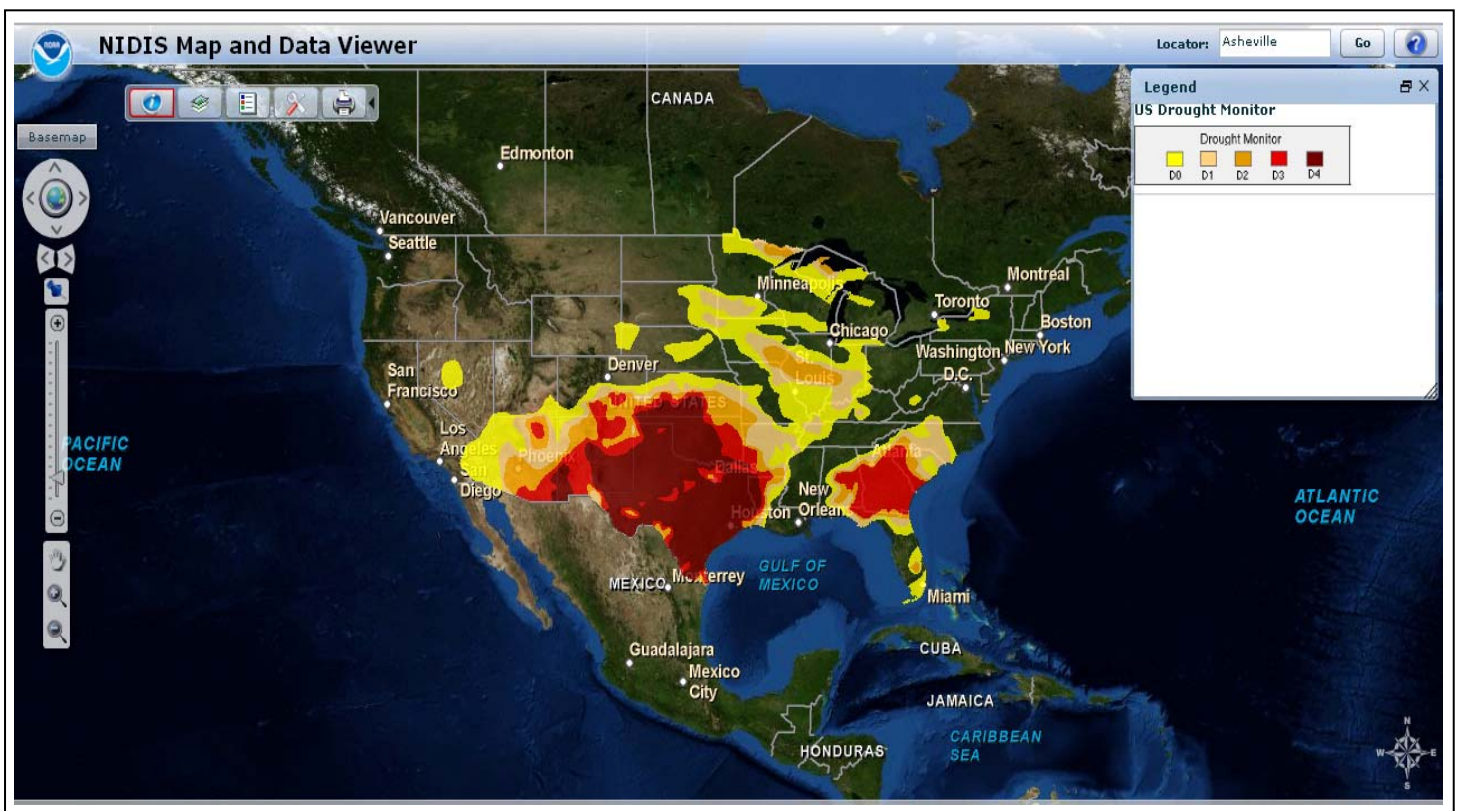 NOAA
NIDIS Map and Data Viewer
Locator:
Asheville
Go
?
Basemap
Legend
US Drought Monitor
Drought Monitor
D0 D1 D2 D3 D4
CANADA
Edmonton
Vancouver
Seattle
Minneapolis
Montreal
Toronto
Boston
Chicago
New York
Washington
D.C.
San
Francisco
Denver
St.
Louis
UNITED STATES
Los
Angeles
Phoenix
San
Diego
Dallas
Atlanta
PACIFIC
OCEAN
New
Orleans
Houston
ATLANTIC
OCEAN
GULF OF
MEXICO
MEXICO
Monterrey
Miami
Guadalajara
Mexico
City
CUBA
JAMAICA
CARIBBEAN
SEA
HONDURAS
N
W E
S